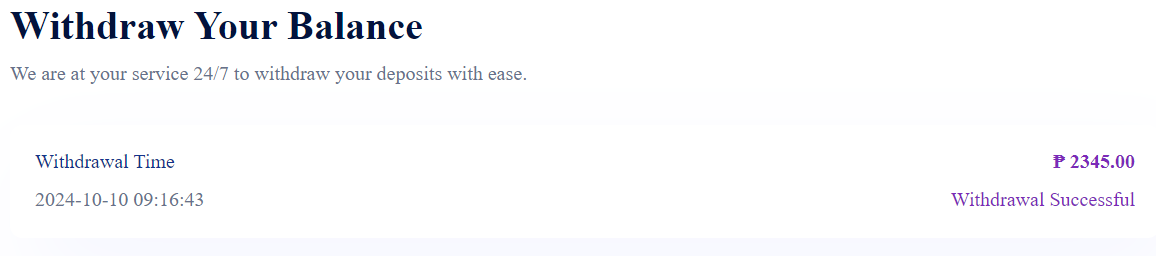 Withdraw Your Balance
We are at your service 24/7 to withdraw your deposits with ease.
Withdrawal Time
₱ 2345.00
2024-10-10 09:16:43
Withdrawal Successful